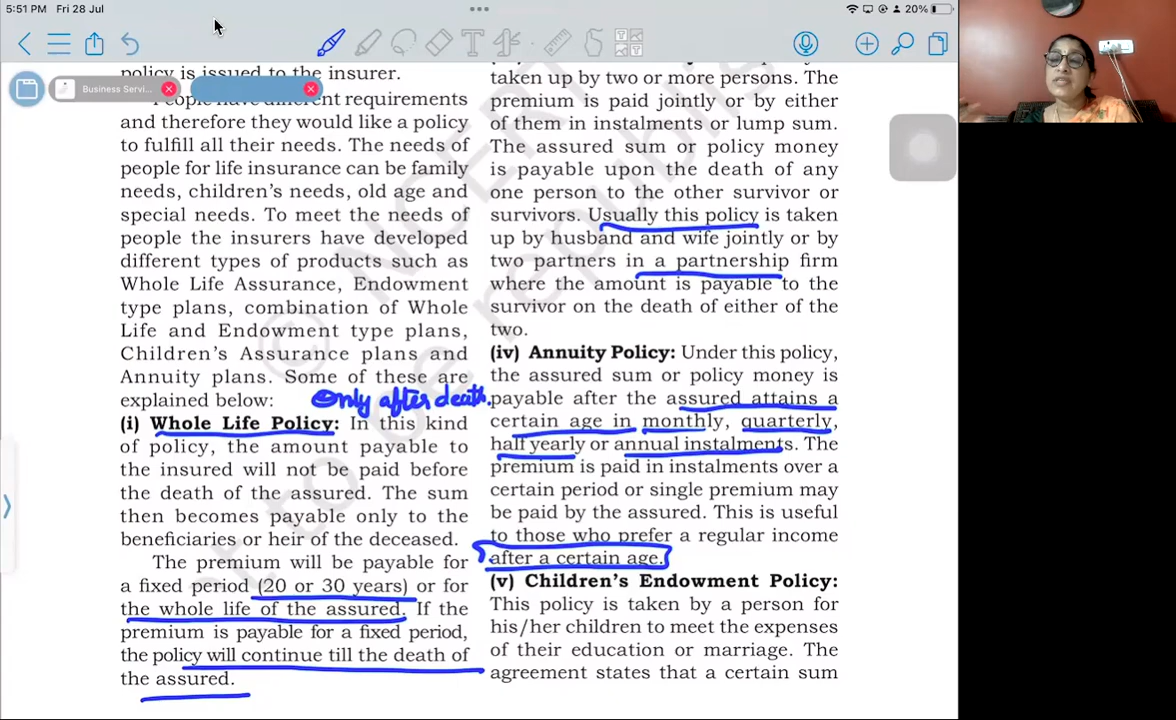 5:51 PM Fri 28 Jul
20%
Business Servi...
policy is issued to the insurer.
People have different requirements
and therefore they would like a policy
to fulfill all their needs. The needs of
people for life insurance can be family
needs, children's needs, old age and
special needs. To meet the needs of
people the insurers have developed
different types of products such as
Whole Life Assurance, Endowment
type plans, combination of Whole
Life and Endowment type plans,
Children's Assurance plans and
Annuity plans. Some of these are
explained below:
Only after death.
(i) Whole Life Policy: In this kind
of policy, the amount payable to
the insured will not be paid before
the death of the assured. The sum
then becomes payable only to the
beneficiaries or heir of the deceased.
The premium will be payable for
a fixed period (20 or 30 years) or for
the whole life of the assured. If the
premium is payable for a fixed period,
the policy will continue till the death of
the assured.
taken up by two or more persons. The
premium is paid jointly or by either
of them in instalments or lump sum.
The assured sum or policy money
is payable upon the death of any
one person to the other survivor or
survivors. Usually this policy is taken
up by husband and wife jointly or by
two partners in a partnership firm
where the amount is payable to the
survivor on the death of either of the
two.
(iv) Annuity Policy: Under this policy,
the assured sum or policy money is
payable after the assured attains a
certain age in monthly, quarterly,
half yearly or annual instalments. The
premium is paid in instalments over a
certain period or single premium may
be paid by the assured. This is useful
to those who prefer a regular income
after a certain age.
(v) Children's Endowment Policy:
This policy is taken by a person for
his/her children to meet the expenses
of their education or marriage. The
agreement states that a certain sum
© NCERT
be republis